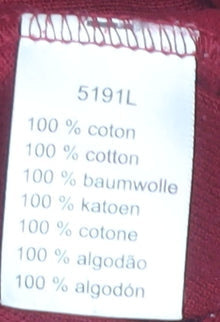 5191L
100 % coton
100 % cotton
100 % baumwolle
100 % katoen
100 % cotone
100 % algodão
100 % algodón